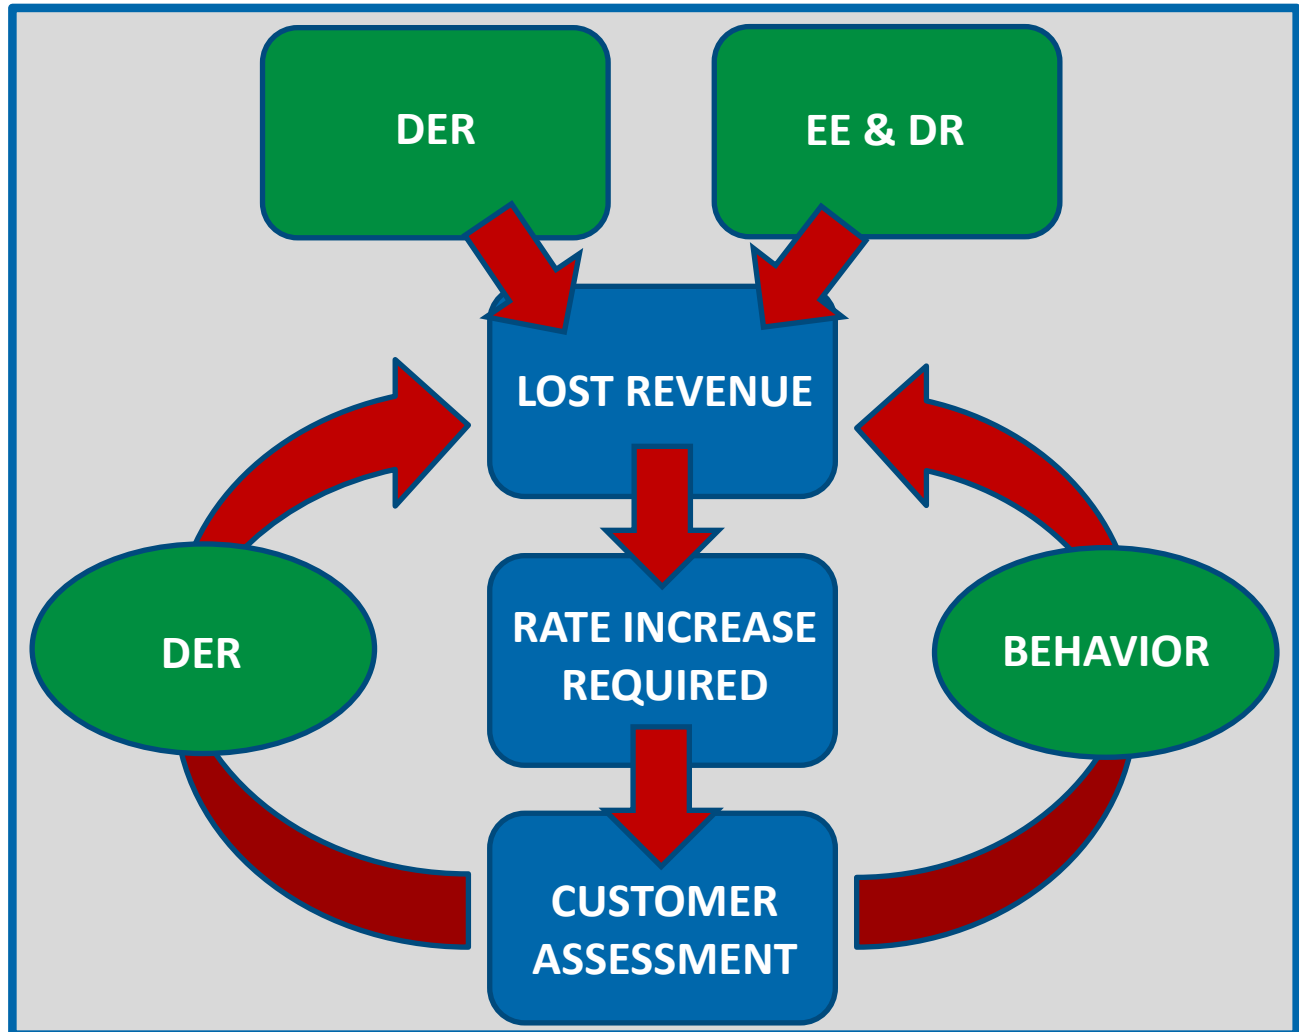 DER
EE & DR
LOST REVENUE
RATE INCREASE
REQUIRED
DER
BEHAVIOR
CUSTOMER
ASSESSMENT